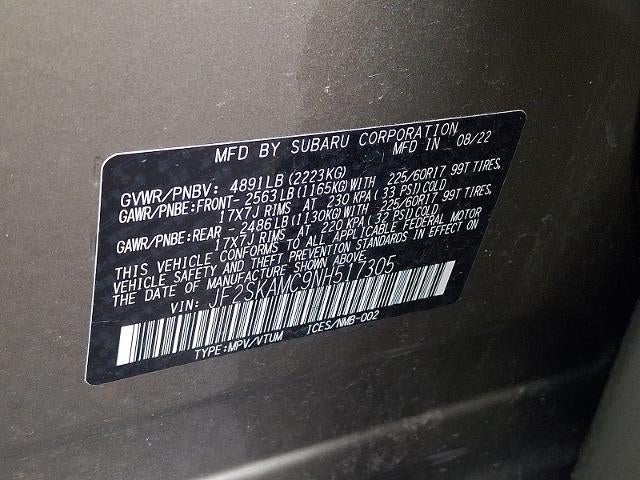 MFD BY SUBARU CORPORATION
MFD IN 08/22
GVWR/PNBV: 4891LB(2223KG)
GAWR/PNBE:FRONT- 2563LB(1165KG)WITH 225/60R17 99T TIRES,
17X7J RIMS AT 230 KPA( 33 PSI)COLD
GAWR/PNBE:REAR - 2486LB(1130KG)WITH 225/60R17 99T TIRES,
17X7J RIMS AT 220 KPA( 32 PSI)COLD
THIS VEHICLE CONFORMS TO ALL APPLICABLE FEDERAL MOTOR
VEHICLE SAFETY AND THEFT PREVENTION STANDARDS IN EFFECT ON
THE DATE OF MANUFACTURE SHOWN ABOVE.
VIN: JF2SKAMC9NH517305
TYPE:MPV/VTUM ICES/NMB-002